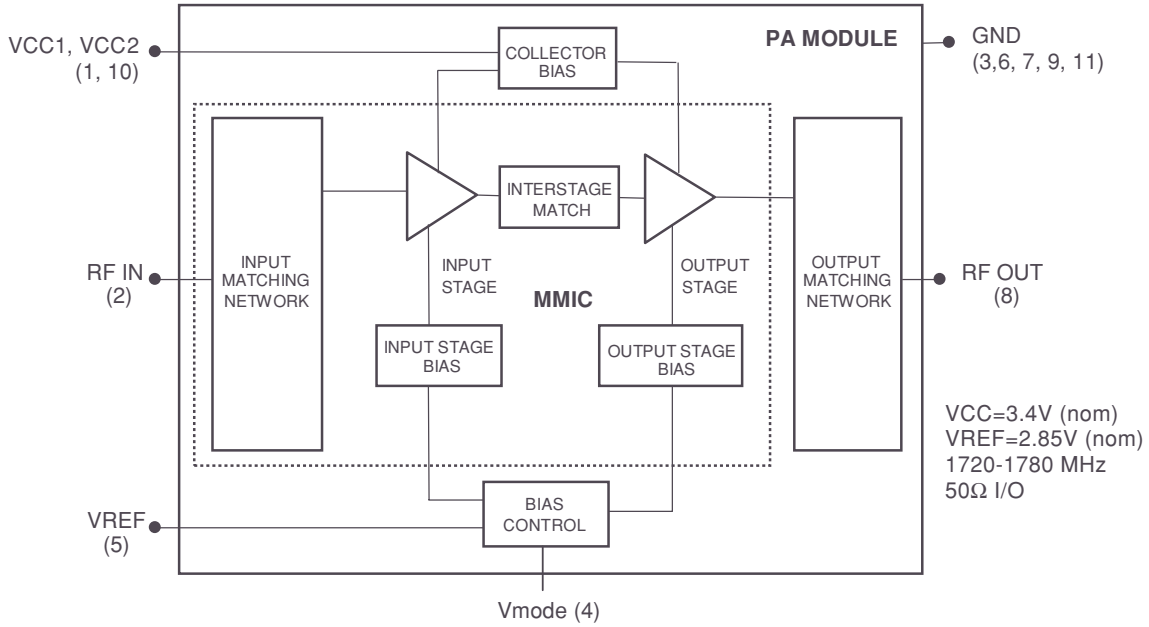 VCC1, VCC2
(1, 10)
COLLECTOR
BIAS
PA MODULE
GND
(3,6, 7, 9, 11)
INTERSTAGE
MATCH
RF IN
(2)
INPUT
MATCHING
NETWORK
INPUT
STAGE
MMIC
OUTPUT
STAGE
OUTPUT
MATCHING
NETWORK
RF OUT
(8)
INPUT STAGE
BIAS
OUTPUT STAGE
BIAS
VCC=3.4V (nom)
VREF=2.85V (nom)
1720-1780 MHz
50Ω I/O
VREF
(5)
BIAS
CONTROL
Vmode (4)